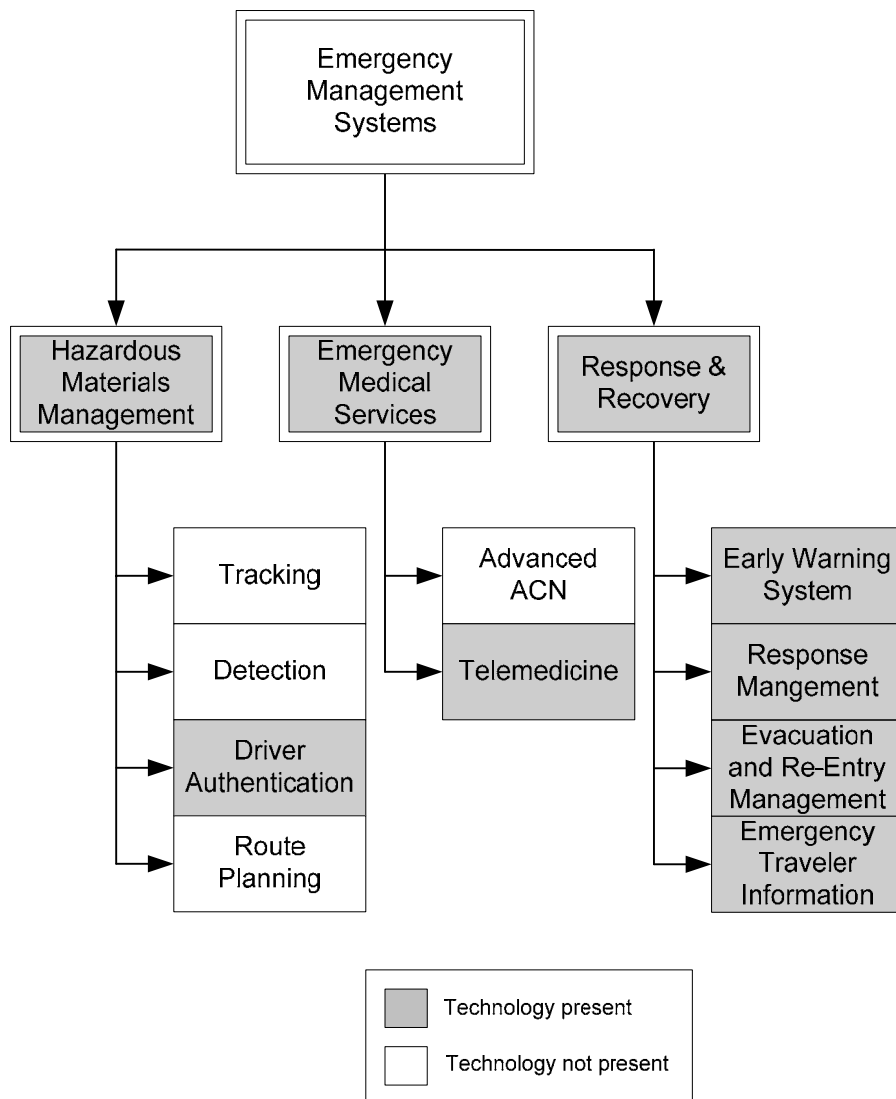 Emergency
Management
Systems
Hazardous
Materials
Management
Emergency
Medical
Services
Response &
Recovery
Tracking
Detection
Driver
Authentication
Route
Planning
Advanced
ACN
Telemedicine
Early Warning
System
Response
Mangement
Evacuation
and Re-Entry
Management
Emergency
Traveler
Information
Technology present
Technology not present